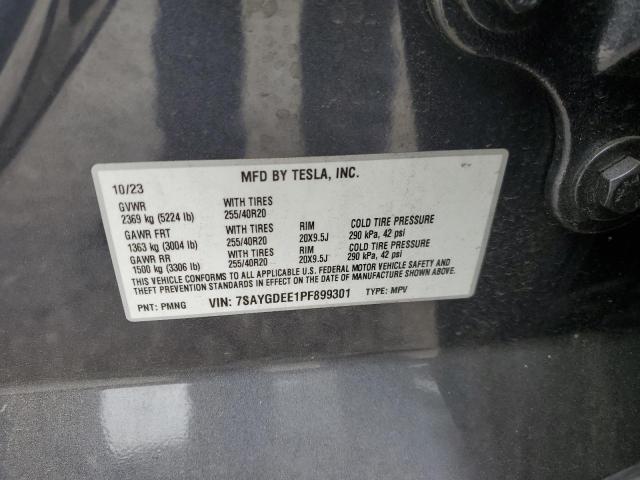 MFD BY TESLA, INC.
10/23
GVWR WITH TIRES
2369 kg (5224 lb) 255/40R20
GAWR FRT WITH TIRES RIM COLD TIRE PRESSURE
1363 kg (3004 lb) 255/40R20 20X9.5J 290 kPa, 42 psi
GAWR RR WITH TIRES RIM COLD TIRE PRESSURE
1500 kg (3306 lb) 255/40R20 20X9.5J 290 kPa, 42 psi
THIS VEHICLE CONFORMS TO ALL APPLICABLE U.S. FEDERAL MOTOR VEHICLE SAFETY AND
THEFT PREVENTION STANDARDS IN EFFECT ON THE DATE OF MANUFACTURE SHOWN ABOVE.
PNT: PMNG VIN: 7SAYGDEE1PF899301 TYPE: MPV